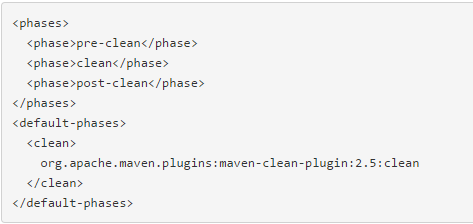 <phases>
  <phase>pre-clean</phase>
  <phase>clean</phase>
  <phase>post-clean</phase>
</phases>
<default-phases>
  <clean>
    org.apache.maven.plugins:maven-clean-plugin:2.5:clean
  </clean>
</default-phases>